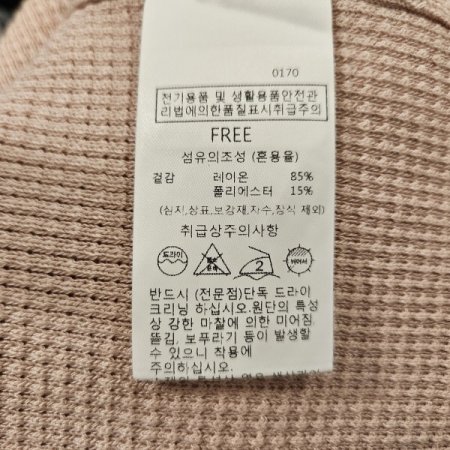 0170
전기용품 및 생활용품안전관
리법에의한품질표시취급주의
FREE
섬유의조성 (혼용율)
겉감 레이온 85%
폴리에스터 15%
(심지,상표,보강재,자수,장식 제외)
취급상주의사항
드라이 2
반드시 (전문점)단독 드라이
크리닝 하십시오.원단의 특성
상 강한 마찰에 의한 미어짐,
뜯김, 보푸라기 등이 발생할
수 있으니 착용에
주의하십시오.